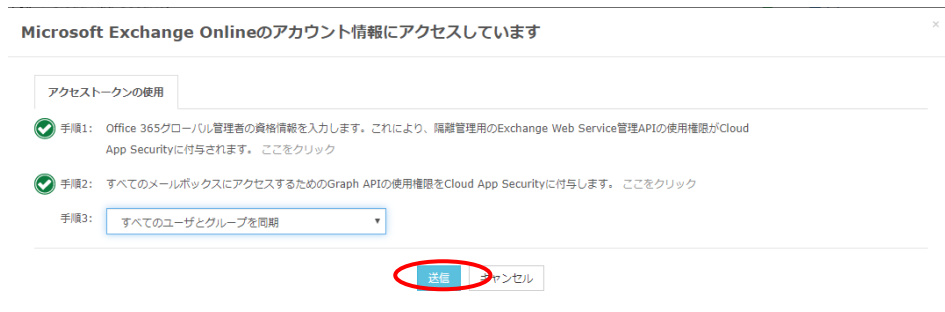 Microsoft Exchange Onlineのアカウント情報にアクセスしています
×
アクセストークンの使用
手順1: Office 365グローバル管理者の資格情報を入力します。これにより、隔離管理用のExchange Web Service管理APIの使用権限がCloud
App Securityに付与されます。 ここをクリック
手順2: すべてのメールボックスにアクセスするためのGraph APIの使用権限をCloud App Securityに付与します。 ここをクリック
手順3: すべてのユーザとグループを同期
送信 キャンセル